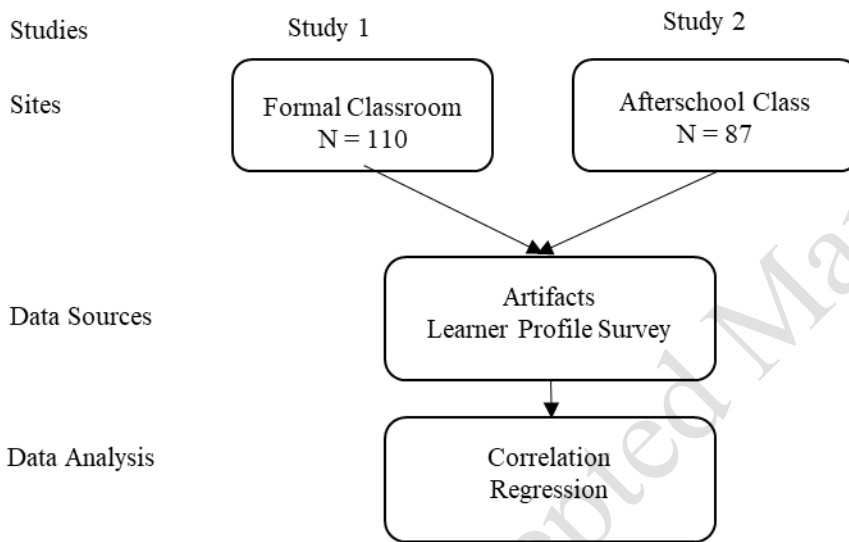 Studies
Study 1
Study 2
Sites
Formal Classroom
N = 110
Afterschool Class
N = 87
Data Sources
Artifacts
Learner Profile Survey
Data Analysis
Correlation
Regression